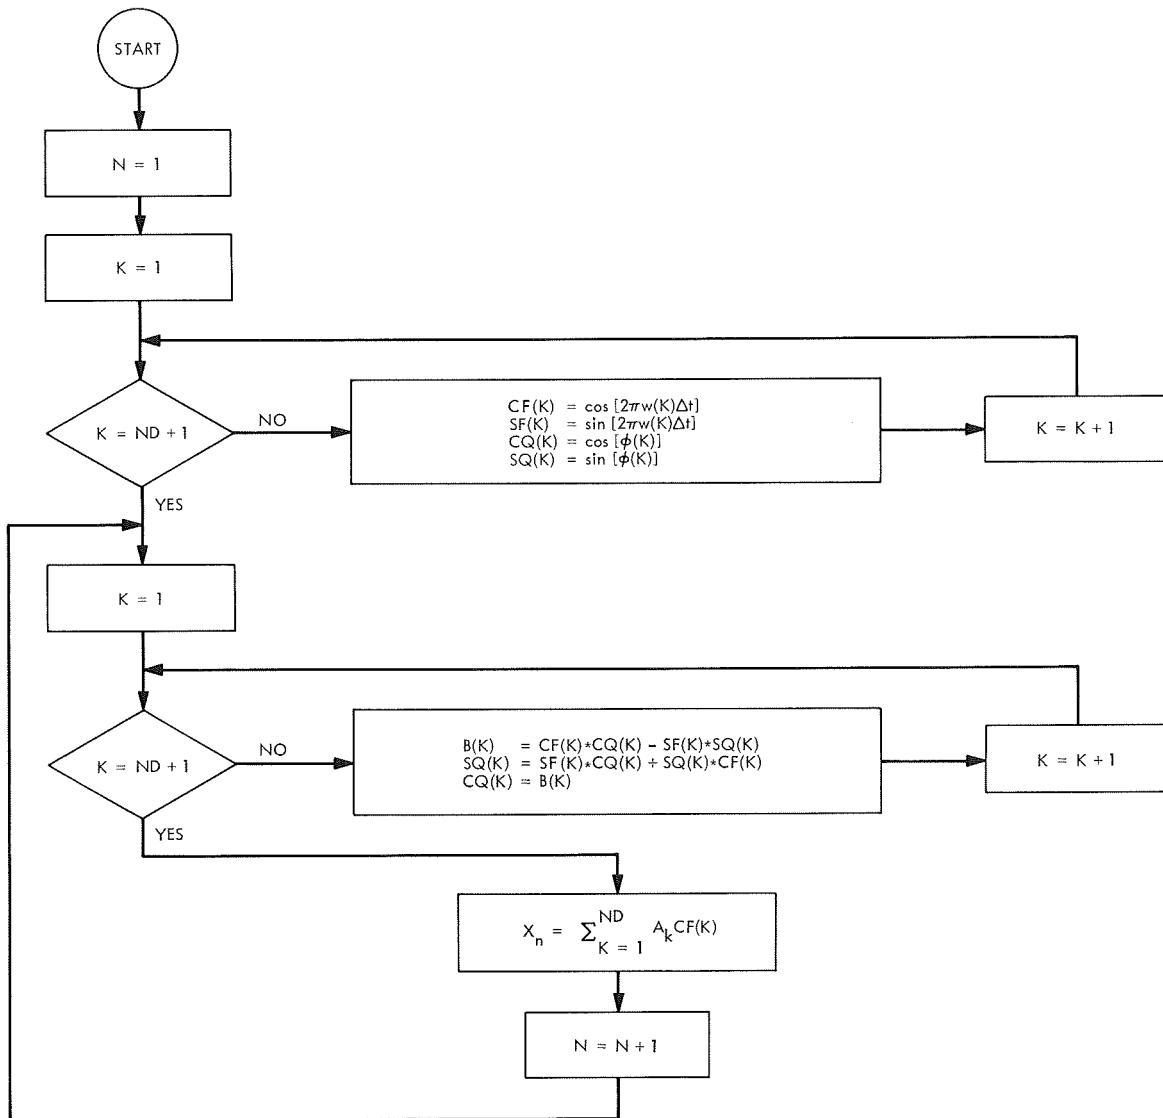 START
N = 1
K = 1
K = ND + 1
NO
CF(K) = cos [2πw(K)Δt]
SF(K) = sin [2πw(K)Δt]
CQ(K) = cos [ϕ(K)]
SQ(K) = sin [ϕ(K)]
K = K + 1
YES
K = 1
K = ND + 1
NO
B(K) = CF(K)*CQ(K) – SF(K)*SQ(K)
SQ(K) = SF(K)*CQ(K) + SQ(K)*CF(K)
CQ(K) = B(K)
K = K + 1
YES
X_n = ∑_{K = 1}^{ND} A_k CF(K)
N = N + 1